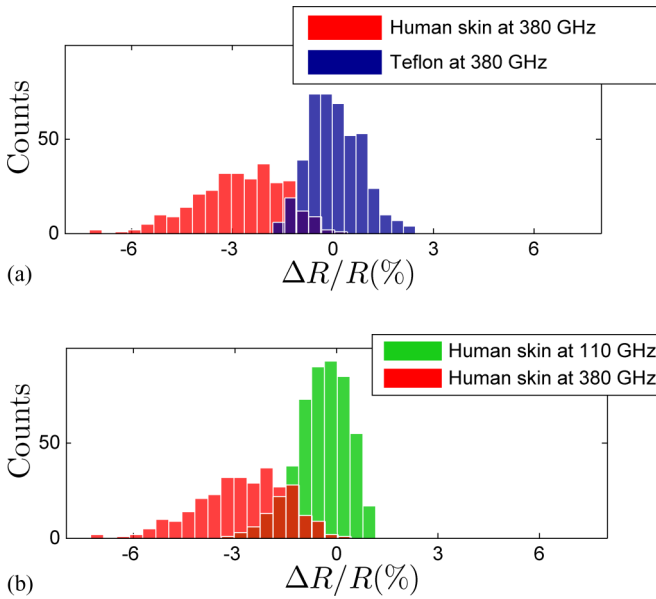 Human skin at 380 GHz
Teflon at 380 GHz
Counts
50
0
-6 -3 0 3 6
ΔR/R(%)
(a)
Human skin at 110 GHz
Human skin at 380 GHz
Counts
50
0
-6 -3 0 3 6
ΔR/R(%)
(b)